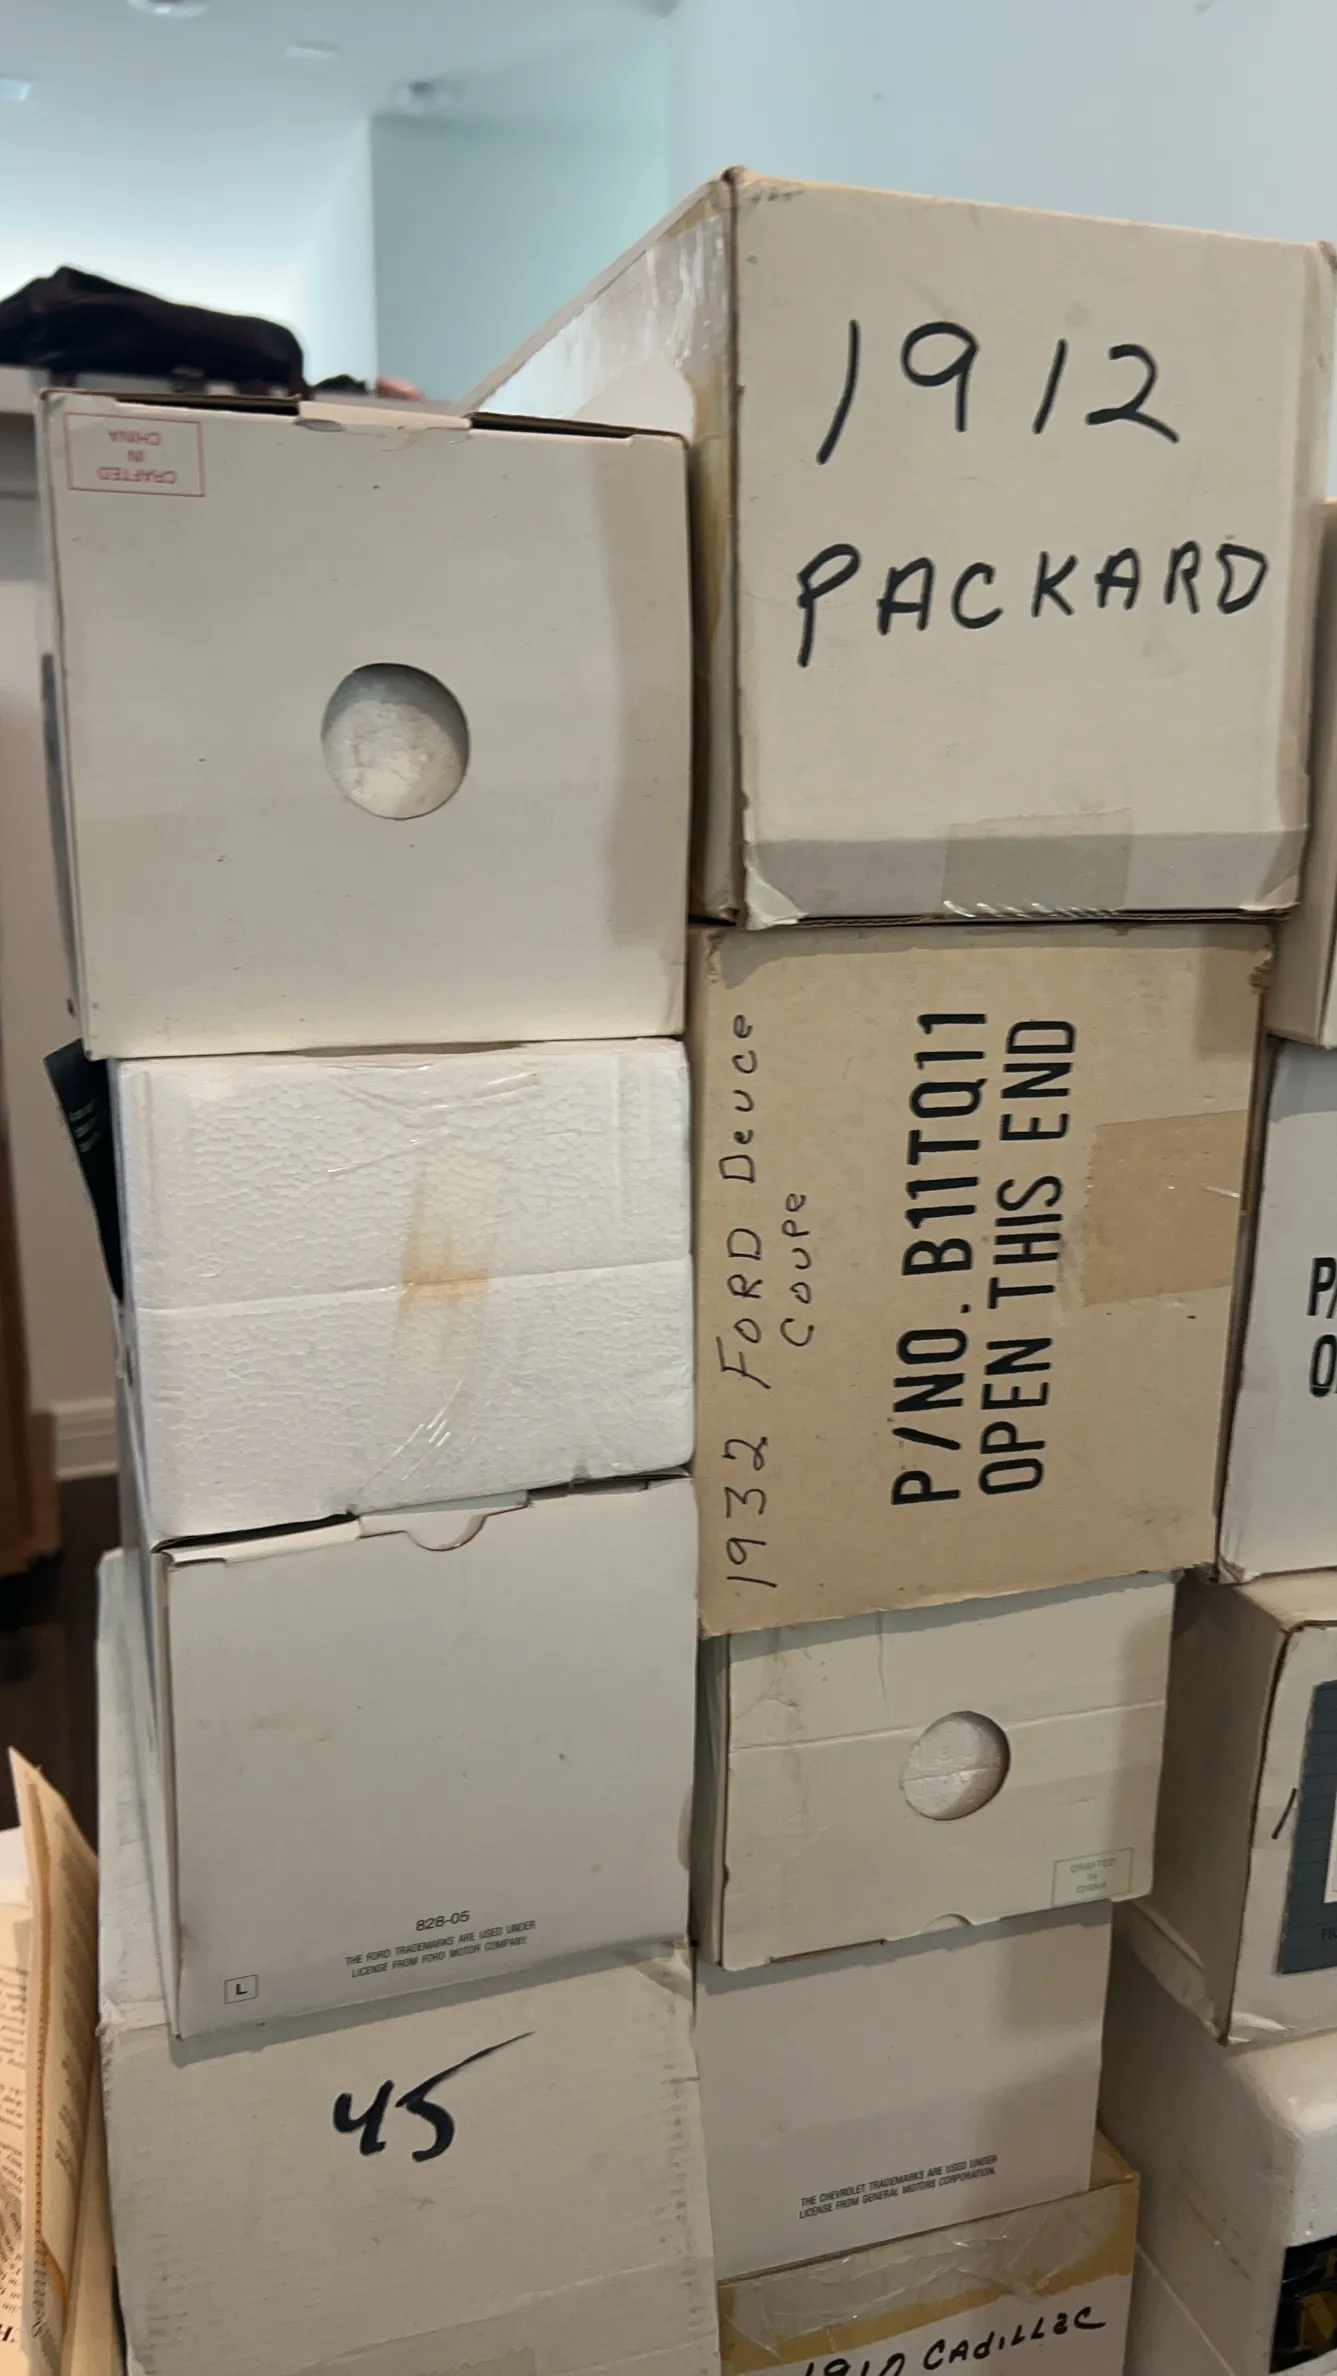 CRAFTED
IN
CHINA
1912
PACKARD
1932 FORD DEUCE
COUPE
P/NO. B11TQ11
OPEN THIS END
828-05
THE FORD TRADEMARKS ARE USED UNDER
LICENSE FROM FORD MOTOR COMPANY.
L
CRAFTED
IN
CHINA
45
THE CHEVROLET TRADEMARKS ARE USED UNDER
LICENSE FROM GENERAL MOTORS CORPORATION.
CADILLAC